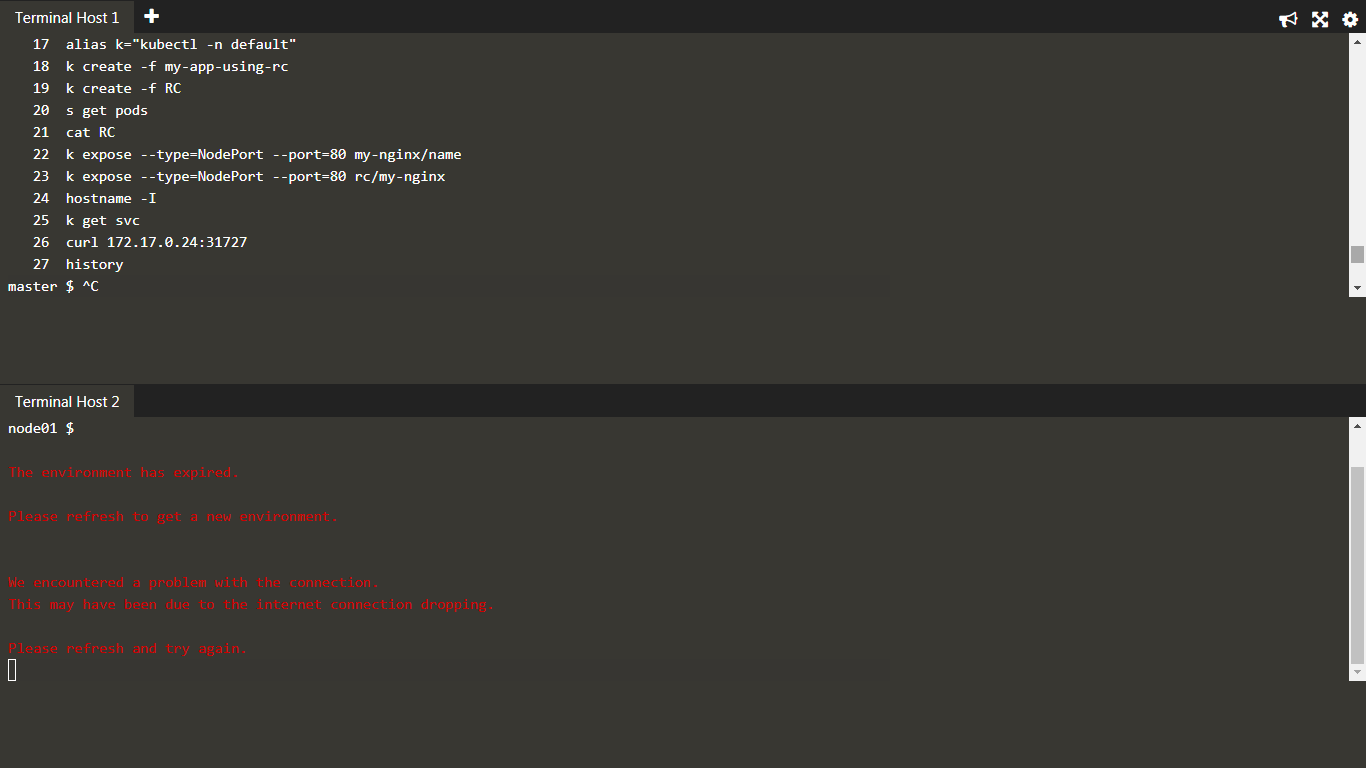 Terminal Host 1
17 alias k="kubectl -n default"
18 k create -f my-app-using-rc
19 k create -f RC
20 s get pods
21 cat RC
22 k expose --type=NodePort --port=80 my-nginx/name
23 k expose --type=NodePort --port=80 rc/my-nginx
24 hostname -I
25 k get svc
26 curl 172.17.0.24:31727
27 history
master $ ^C
Terminal Host 2
node01 $
The environment has expired.
Please refresh to get a new environment.
We encountered a problem with the connection.
This may have been due to the internet connection dropping.
Please refresh and try again.